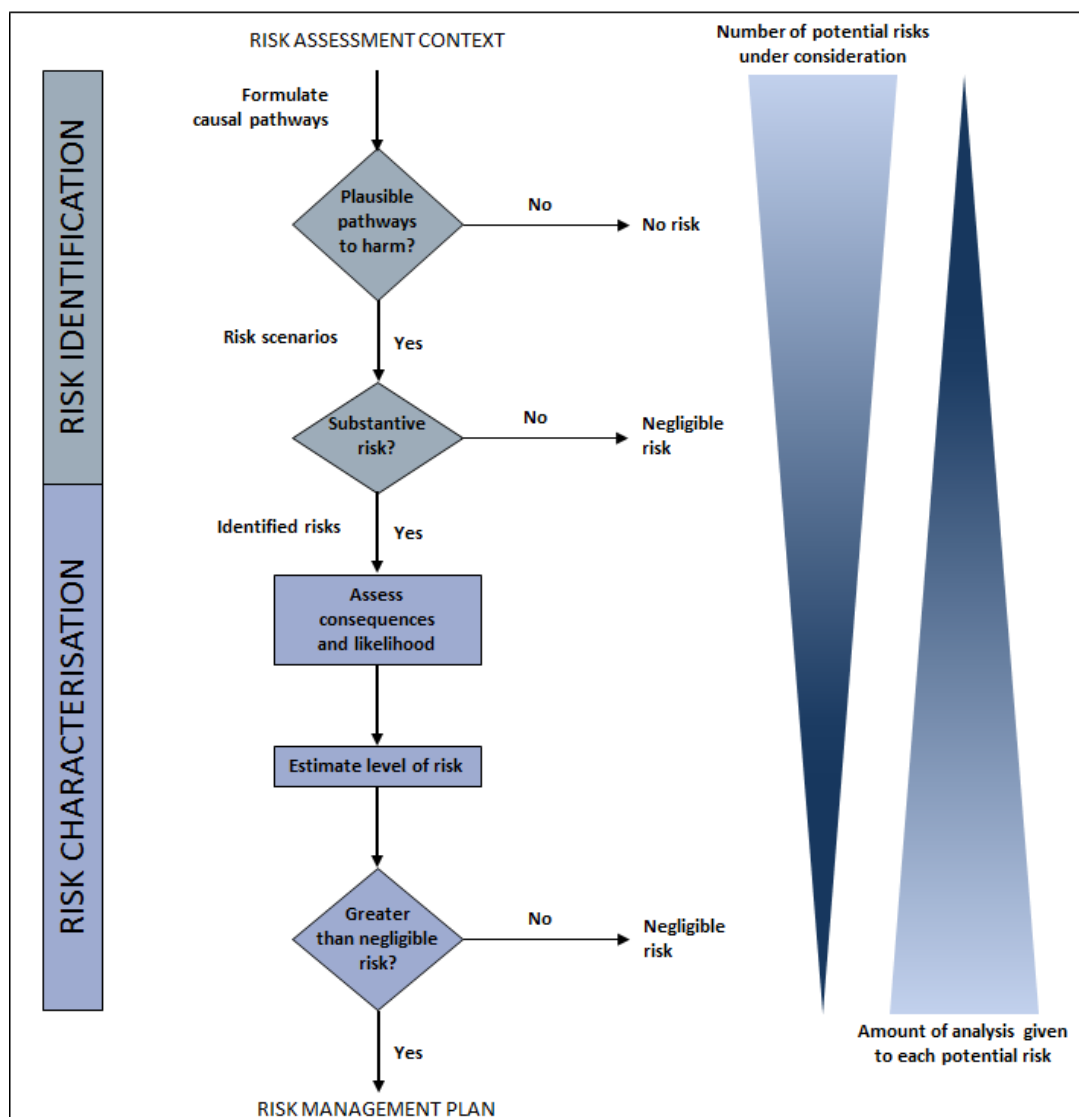 RISK ASSESSMENT CONTEXT
Number of potential risks
under consideration
RISK IDENTIFICATION
Formulate
causal pathways
Plausible
pathways
to harm?
No
No risk
Risk scenarios
Yes
Substantive
risk?
No
Negligible
risk
RISK CHARACTERISATION
Identified risks
Yes
Assess
consequences
and likelihood
Estimate level of risk
Greater
than negligible
risk?
No
Negligible
risk
Amount of analysis given
to each potential risk
Yes
RISK MANAGEMENT PLAN